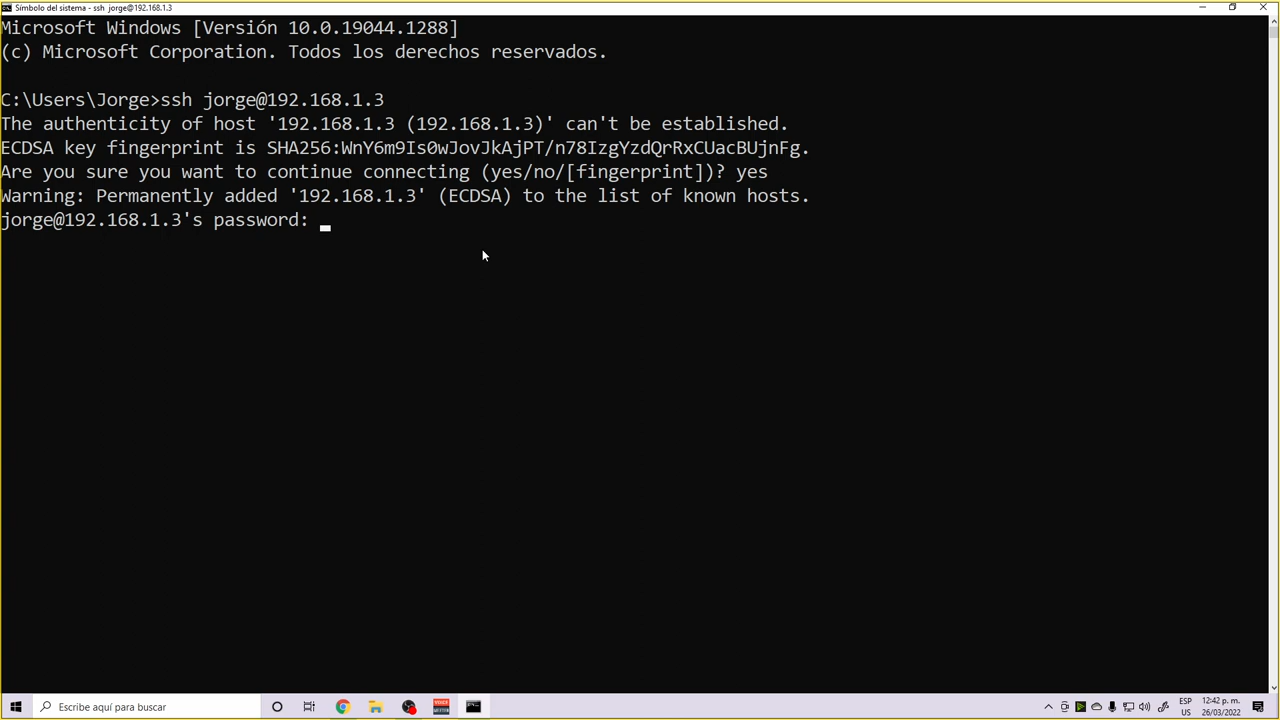 Símbolo del sistema - ssh jorge@192.168.1.3
Microsoft Windows [Versión 10.0.19044.1288]
(c) Microsoft Corporation. Todos los derechos reservados.
C:\Users\Jorge>ssh jorge@192.168.1.3
The authenticity of host '192.168.1.3 (192.168.1.3)' can't be established.
ECDSA key fingerprint is SHA256:WnY6m9Is0wJovJkAjPT/n78IzgYzdQrRxCUacBUjnFg.
Are you sure you want to continue connecting (yes/no/[fingerprint])? yes
Warning: Permanently added '192.168.1.3' (ECDSA) to the list of known hosts.
jorge@192.168.1.3's password:
Escribe aquí para buscar
ESP
US
12:42 p. m.
26/03/2022